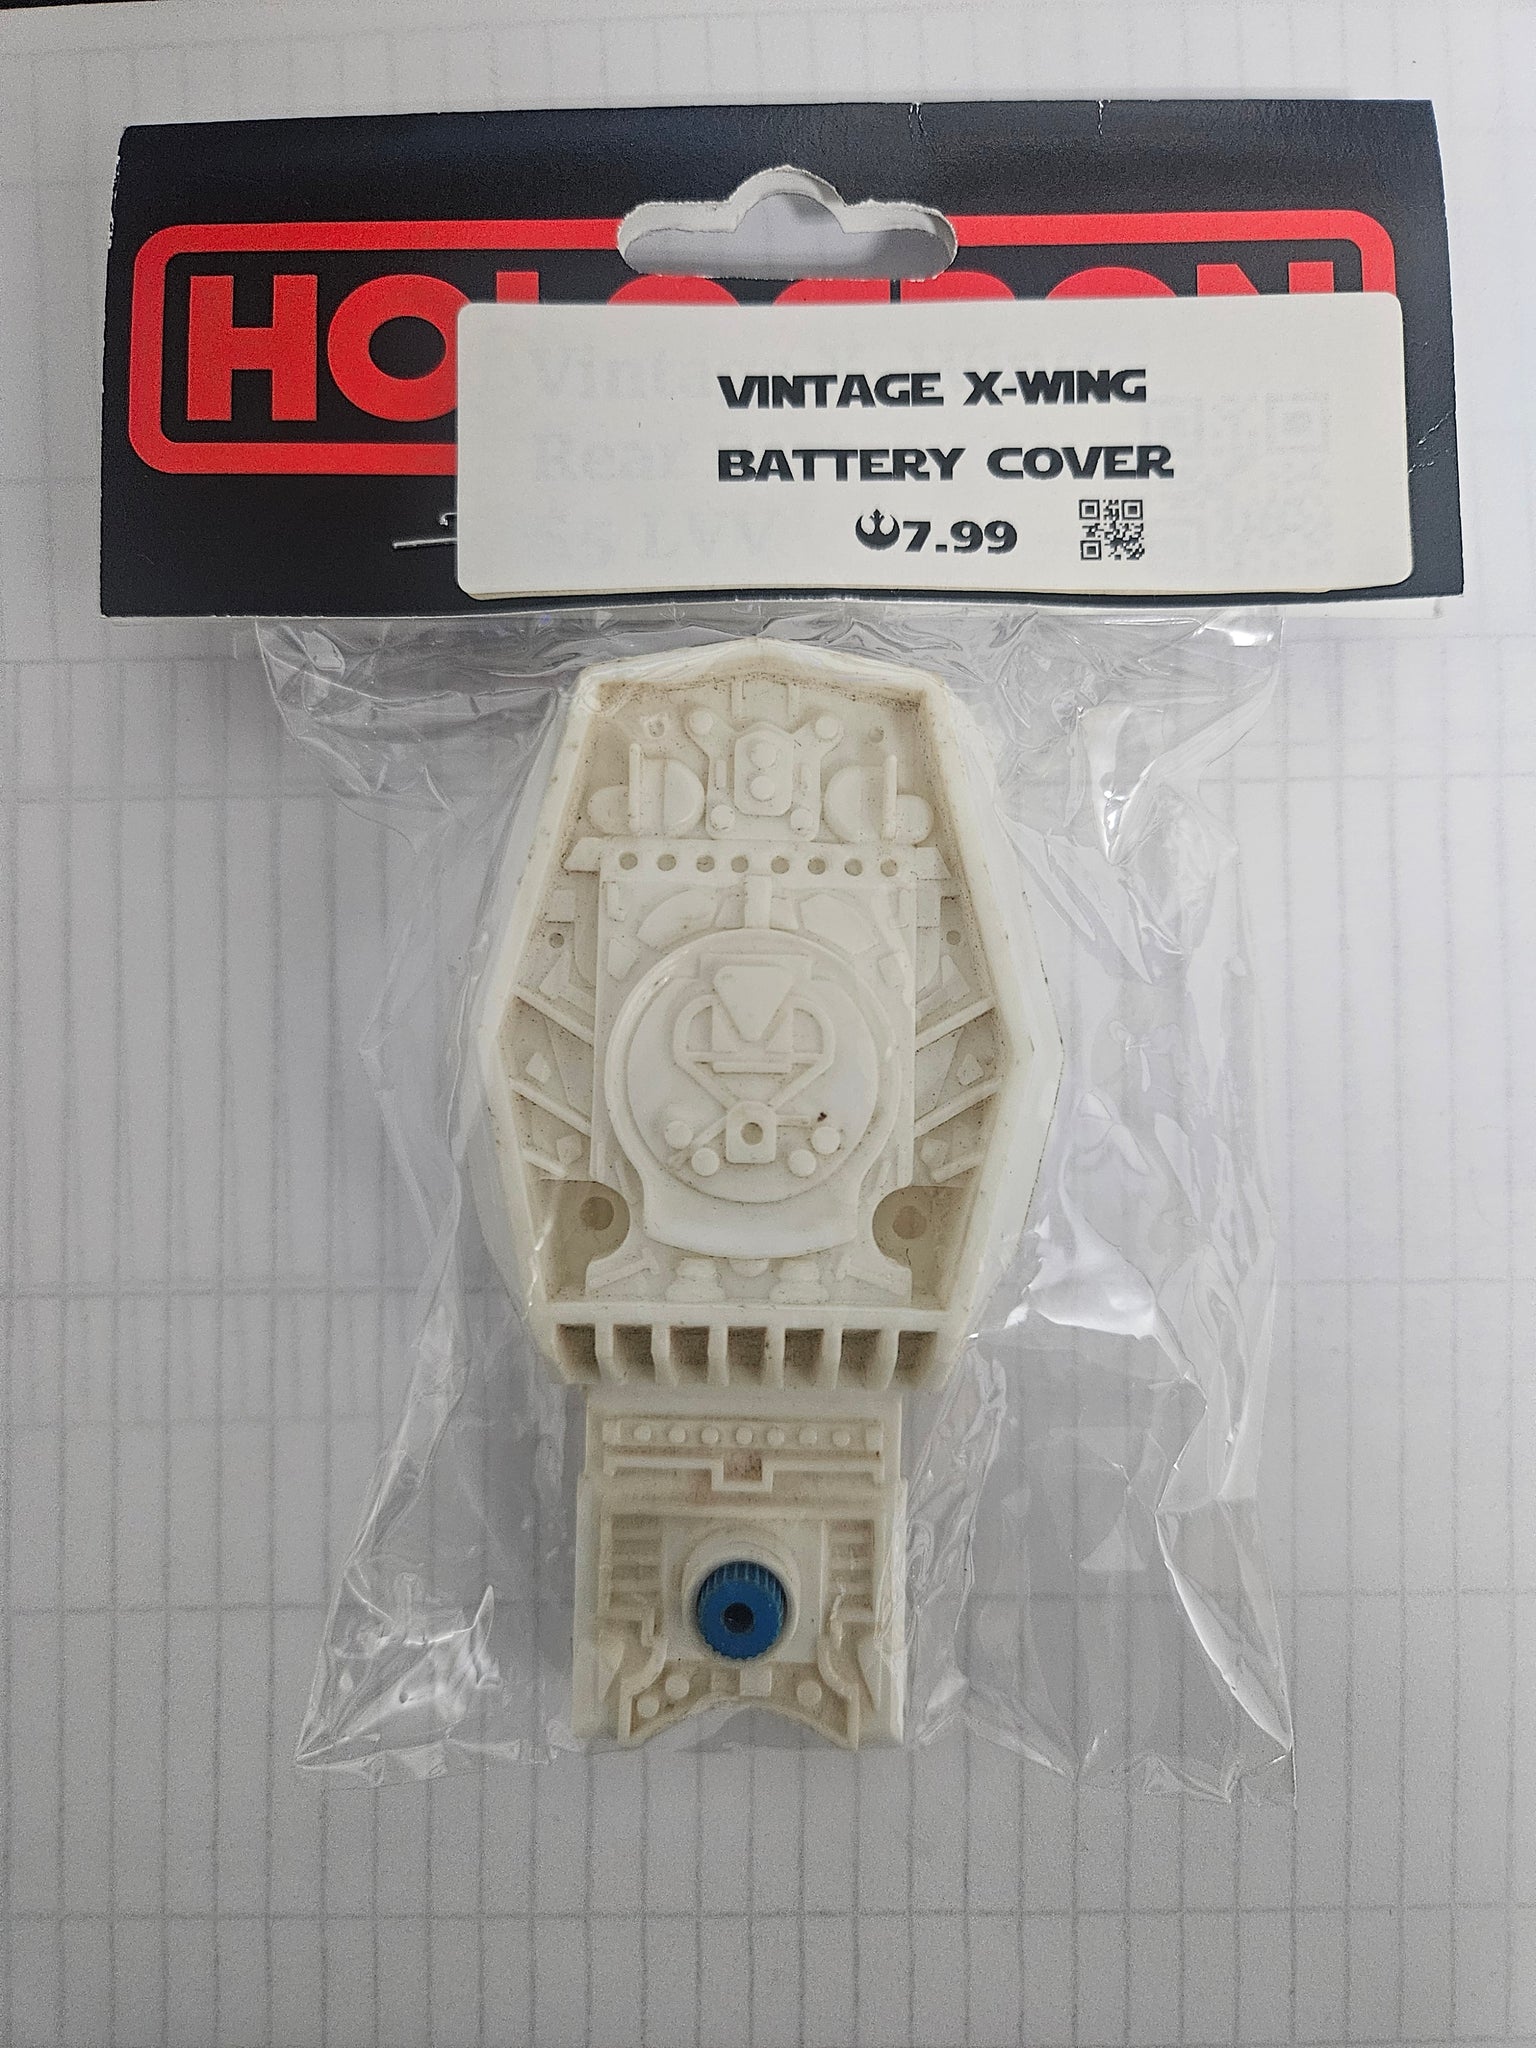 VINTAGE X-WING
BATTERY COVER
7.99